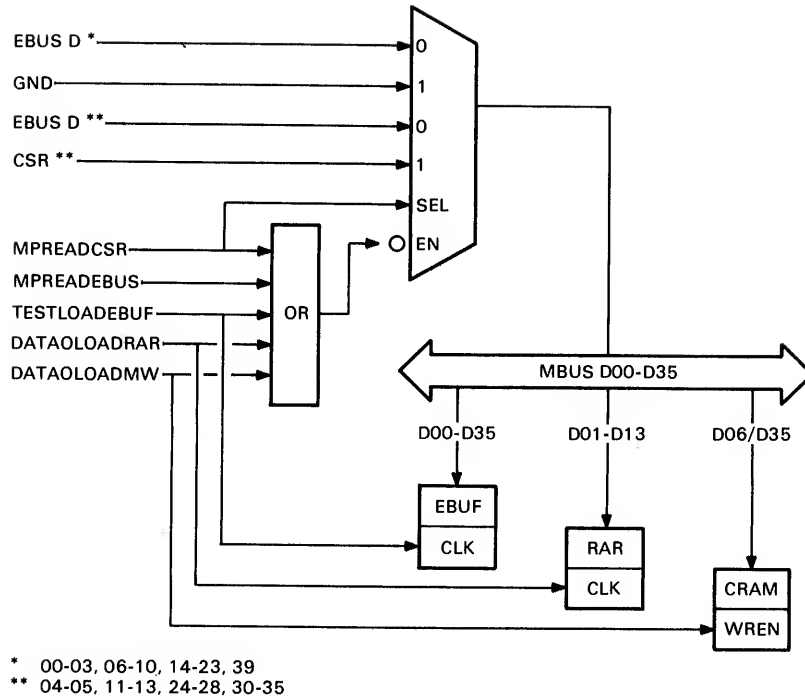 EBUS D *
0
GND
1
EBUS D **
0
CSR **
1
SEL
MPREADCSR
EN
MPREADEBUS
TESTLOADEBUF
OR
DATAOLOADRAR
DATAOLOADMW
MBUS D00-D35
D00-D35
D01-D13
D06/D35
EBUF
CLK
RAR
CLK
CRAM
WREN
* 00-03, 06-10, 14-23, 39
** 04-05, 11-13, 24-28, 30-35